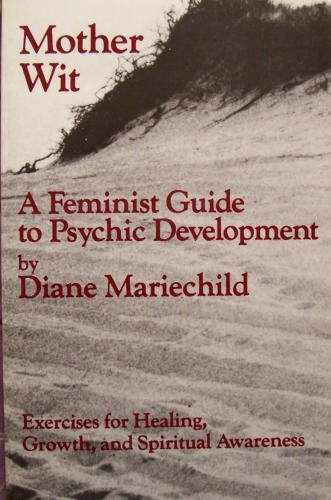 Mother
Wit
A Feminist Guide
to Psychic Development
by
Diane Mariechild
Exercises for Healing,
Growth, and Spiritual Awareness